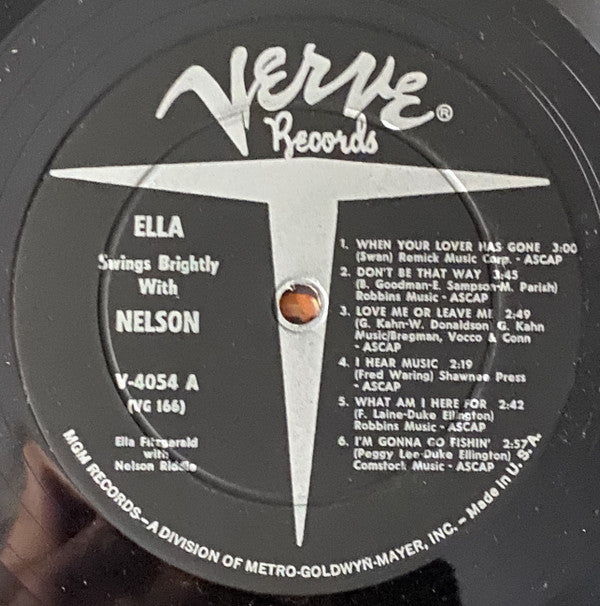 VERVE®
Records
ELLA
Swings Brightly
With
NELSON
V-4054 A
(VG 166)
Ella Fitzgerald
with
Nelson Riddle
1. WHEN YOUR LOVER HAS GONE 3:00
(Swan) Remick Music Corp. - ASCAP
2. DON'T BE THAT WAY 3:45
(B. Goodman-E. Sampson-M. Parish)
Robbins Music - ASCAP
3. LOVE ME OR LEAVE ME 2:49
(G. Kahn-W. Donaldson G. Kahn
Music/Bregman, Vocco & Conn
- ASCAP
4. I HEAR MUSIC 2:19
(Fred Waring) Shawnee Press
- ASCAP
5. WHAT AM I HERE FOR 2:42
(F. Laine-Duke Ellington)
Robbins Music - ASCAP
6. I'M GONNA GO FISHIN' 2:57
(Peggy Lee-Duke Ellington)
Comstock Music - ASCAP
MGM RECORDS—A DIVISION OF METRO-GOLDWYN-MAYER, INC. – Made in U.S.A.